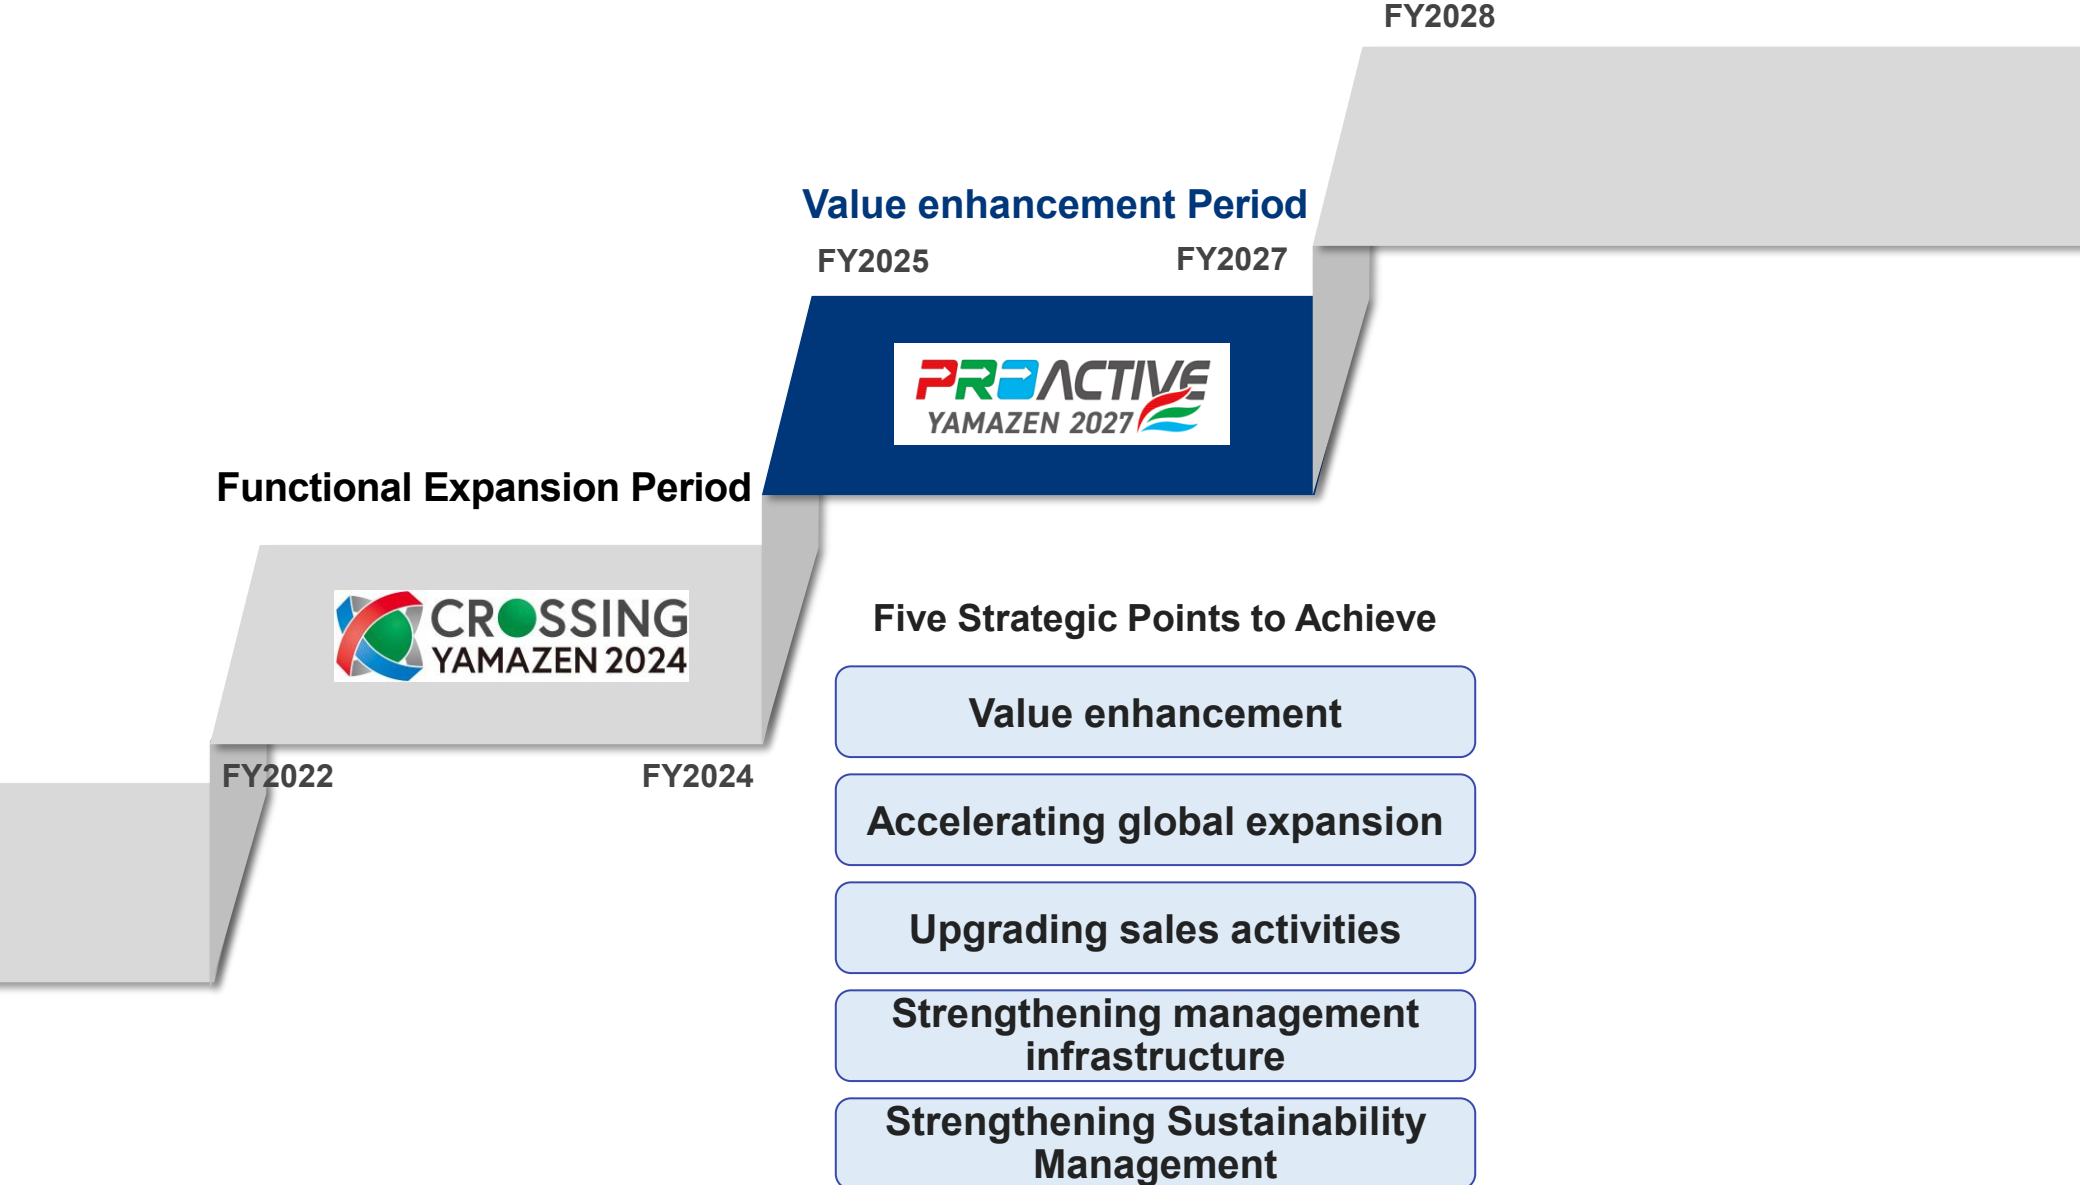 FY2028
Value enhancement Period
FY2025
FY2027
PROACTIVE
YAMAZEN 2027
Functional Expansion Period
CROSSING
YAMAZEN 2024
FY2022
FY2024
Five Strategic Points to Achieve
Value enhancement
Accelerating global expansion
Upgrading sales activities
Strengthening management
infrastructure
Strengthening Sustainability
Management